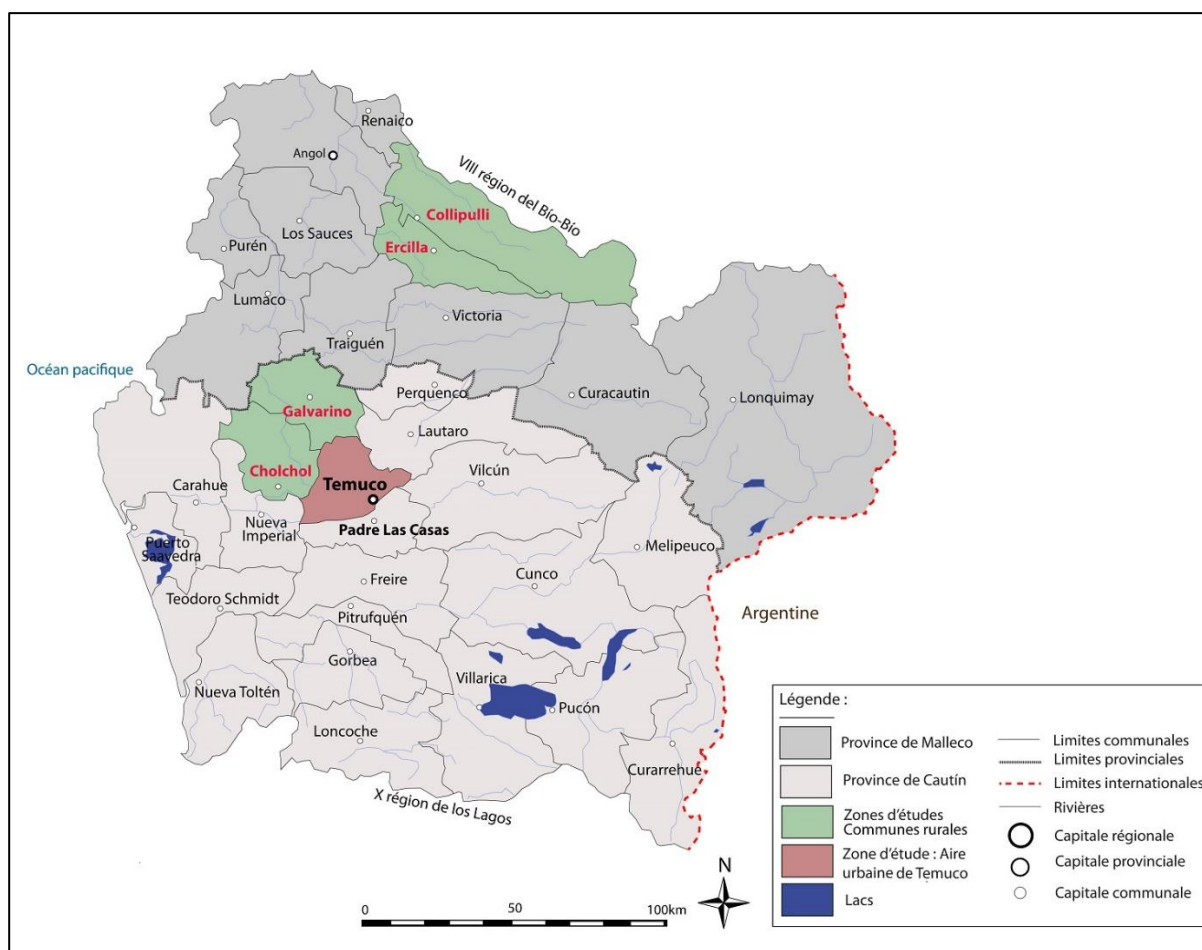 Renaico
Angol
VIII région del Bío-Bío
Collipulli
Los Sauces
Ercilla
Purén
Lumaco
Victoria
Traiguén
Océan pacifique
Perquenco
Curacautin
Lonquimay
Galvarino
Lautaro
Cholchol
Vilcún
Temuco
Carahue
Nueva
Imperial
Padre Las Casas
Puerto
Saavedra
Melipeuco
Freire
Cunco
Teodoro Schmidt
Pitrufquén
Argentine
Gorbea
Villarica
Nueva Toltén
Pucón
Loncoche
Curarrehue
X région de los Lagos
N
0 50 100km
Légende :
Province de Malleco
Province de Cautín
Zones d'études
Communes rurales
Zone d'étude : Aire
urbaine de Temuco
Lacs
Limites communales
Limites provinciales
Limites internationales
Rivières
Capitale régionale
Capitale provinciale
Capitale communale